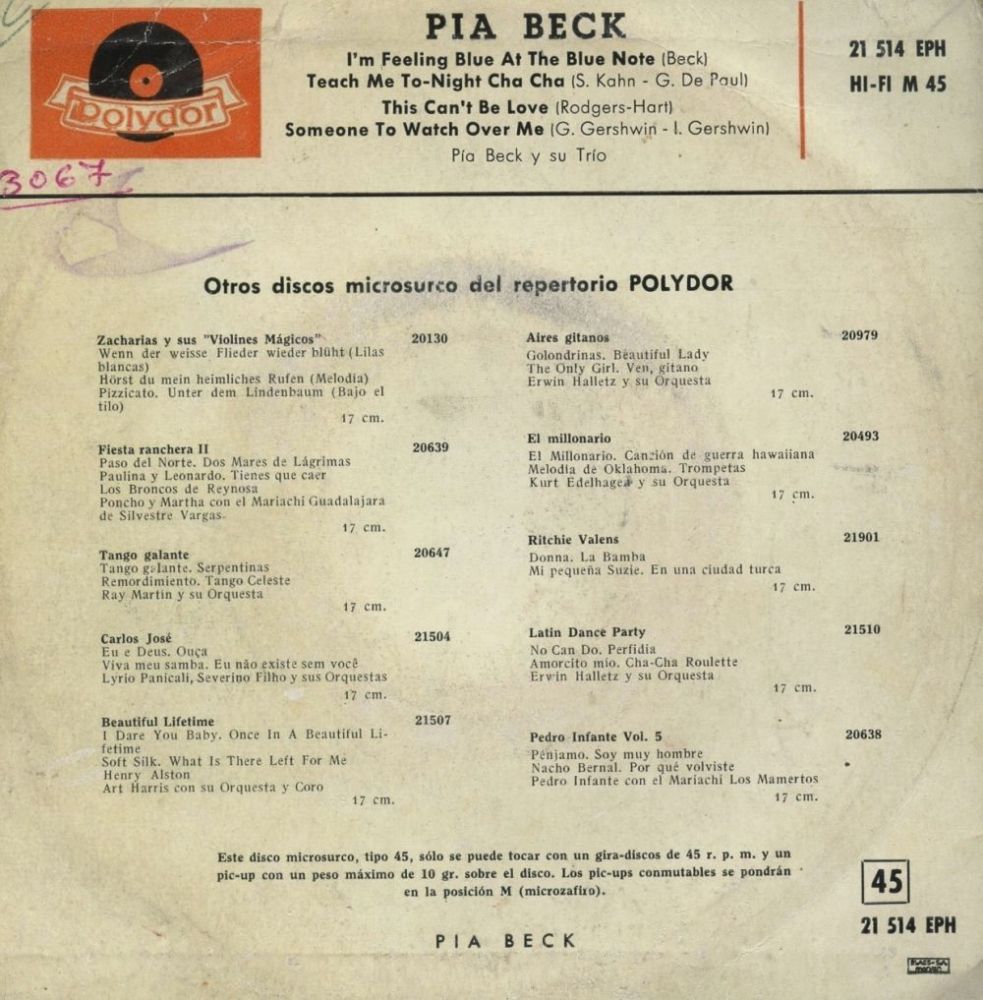 Polydor
PIA BECK
I'm Feeling Blue At The Blue Note (Beck)
Teach Me To-Night Cha Cha (S. Kahn - G. De Paul)
This Can't Be Love (Rodgers-Hart)
Someone To Watch Over Me (G. Gershwin - I. Gershwin)
Pía Beck y su Trío
21 514 EPH
HI-FI M 45
3067
Otros discos microsurco del repertorio POLYDOR
Zacharias y sus "Violines Mágicos" 20130
Wenn der weisse Flieder wieder blüht (Lilas
blancas)
Hörst du mein heimliches Rufen (Melodía)
Pizzicato. Unter dem Lindenbaum (Bajo el
tilo)
17 cm.
Fiesta ranchera II 20639
Paso del Norte. Dos Mares de Lágrimas
Paulina y Leonardo. Tienes que caer
Los Broncos de Reynosa
Poncho y Martha con el Mariachi Guadalajara
de Silvestre Vargas.
17 cm.
Tango galante 20647
Tango galante. Serpentinas
Remordimiento. Tango Celeste
Ray Martin y su Orquesta
17 cm.
Carlos José 21504
Eu e Deus. Ouça
Viva meu samba. Eu não existe sem você
Lyrio Panicali, Severino Filho y sus Orquestas
17 cm.
Beautiful Lifetime 21507
I Dare You Baby. Once In A Beautiful Li-
fetime
Soft Silk. What Is There Left For Me
Henry Alston
Art Harris con su Orquesta y Coro
17 cm.
Aires gitanos 20979
Golondrinas. Beautiful Lady
The Only Girl. Ven, gitano
Erwin Halletz y su Orquesta
17 cm.
El millonario 20493
El Millonario. Canzión de guerra hawaiiana
Melodía de Oklahoma. Trompetas
Kurt Edelhagen y su Orquesta
17 cm.
Ritchie Valens 21901
Donna. La Bamba
Mi pequeña Suzie. En una ciudad turca
17 cm.
Latin Dance Party 21510
No Can Do. Perfidia
Amorcito mio. Cha-Cha Roulette
Erwin Halletz y su Orquesta
17 cm.
Pedro Infante Vol. 5 20638
Pénjamo. Soy muy hombre
Nacho Bernal. Por qué volviste
Pedro Infante con el Mariachi Los Mamertos
17 cm.
Este disco microsurco, tipo 45, sólo se puede tocar con un gira-discos de 45 r. p. m. y un
pic-up con un peso máximo de 10 gr. sobre el disco. Los pic-ups conmutables se pondrán
en la posición M (microzafiro).
PIA BECK
45
21 514 EPH